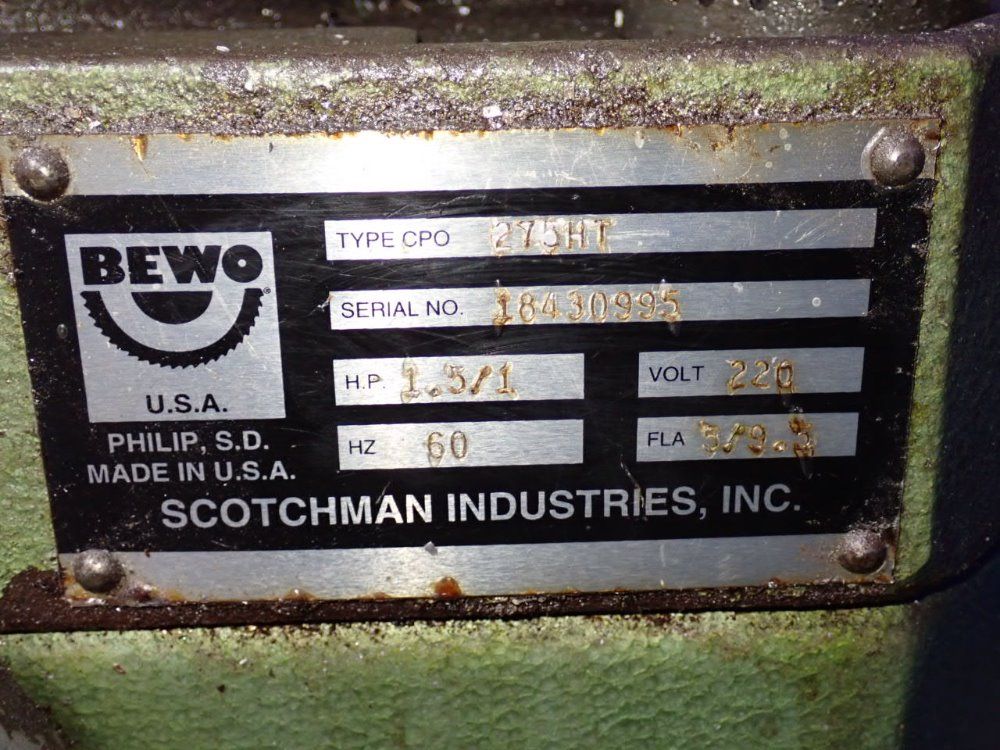 BEWO®
U.S.A.
PHILIP, S.D.
MADE IN U.S.A.
TYPE CPO 275HT
SERIAL NO. 18430995
H.P. 1.5/1
VOLT 220
HZ 60
FLA
SCOTCHMAN INDUSTRIES, INC.